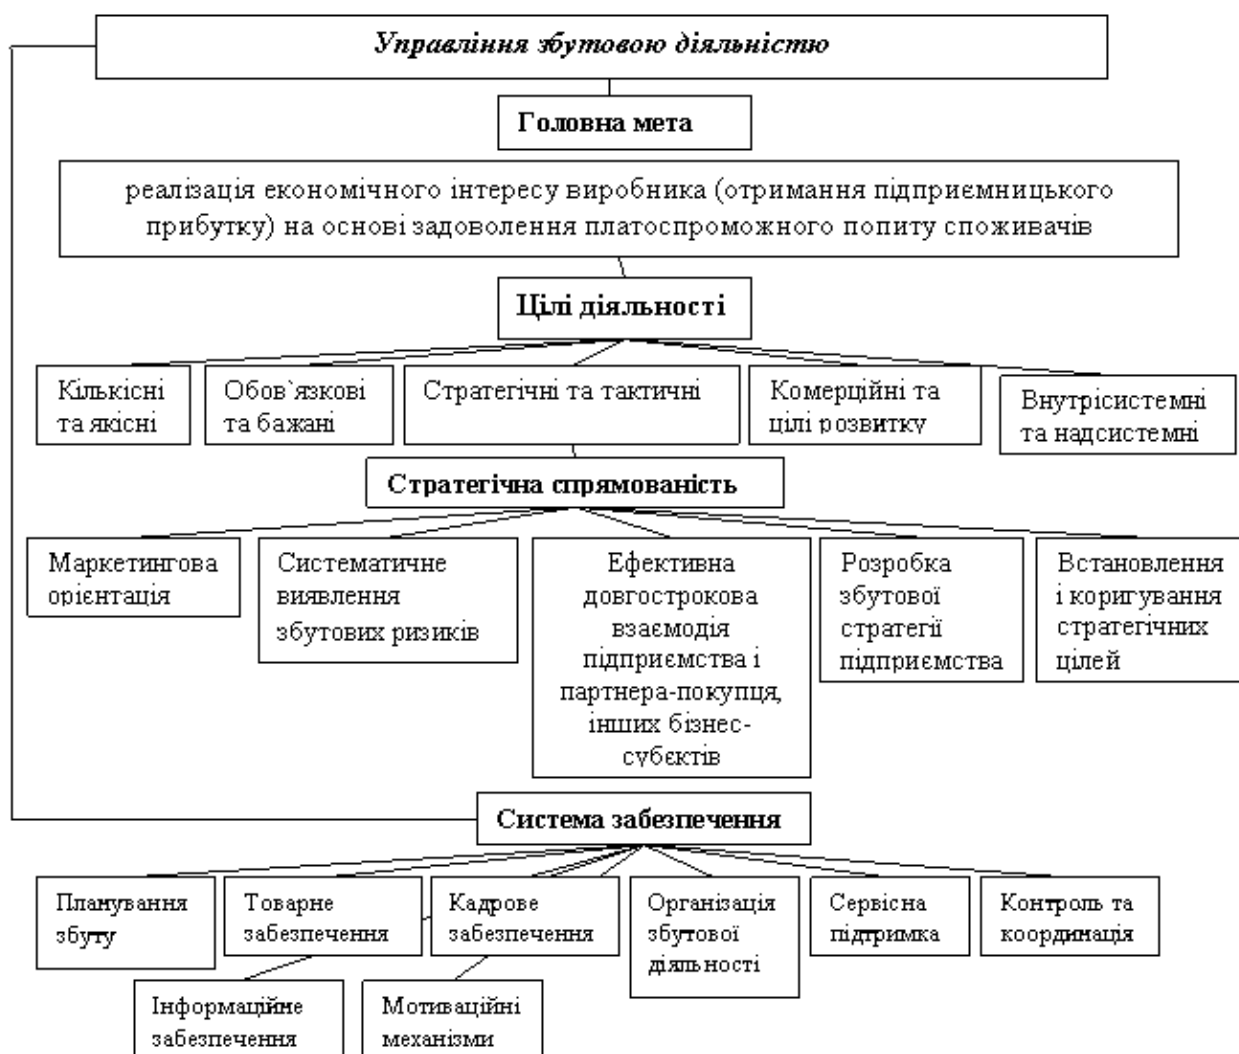 Управління збутовою діяльністю
Головна мета
реалізація економічного інтересу виробника (отримання підприємницького
прибутку) на основі задоволення платоспроможного попиту споживачів
Цілі діяльності
Кількісні
та якісні
Обов`язкові
та бажані
Стратегічні та тактичні
Комерційні та
цілі розвитку
Внутрісистемні
та надсистемні
Стратегічна спрямованість
Маркетингова
орієнтація
Систематичне
виявлення
збутових ризиків
Ефективна
довгострокова
взаємодія
підприємства і
партнера-покупця,
інших бізнес-
субєктів
Розробка
збутової
стратегії
підприємства
Встановлення
і коригування
стратегічних
цілей
Система забезпечення
Планування
збуту
Товарне
забезпечення
Кадрове
забезпечення
Організація
збутової
діяльності
Сервісна
підтримка
Контроль та
координація
Інформаційне
забезпечення
Мотиваційні
механізми